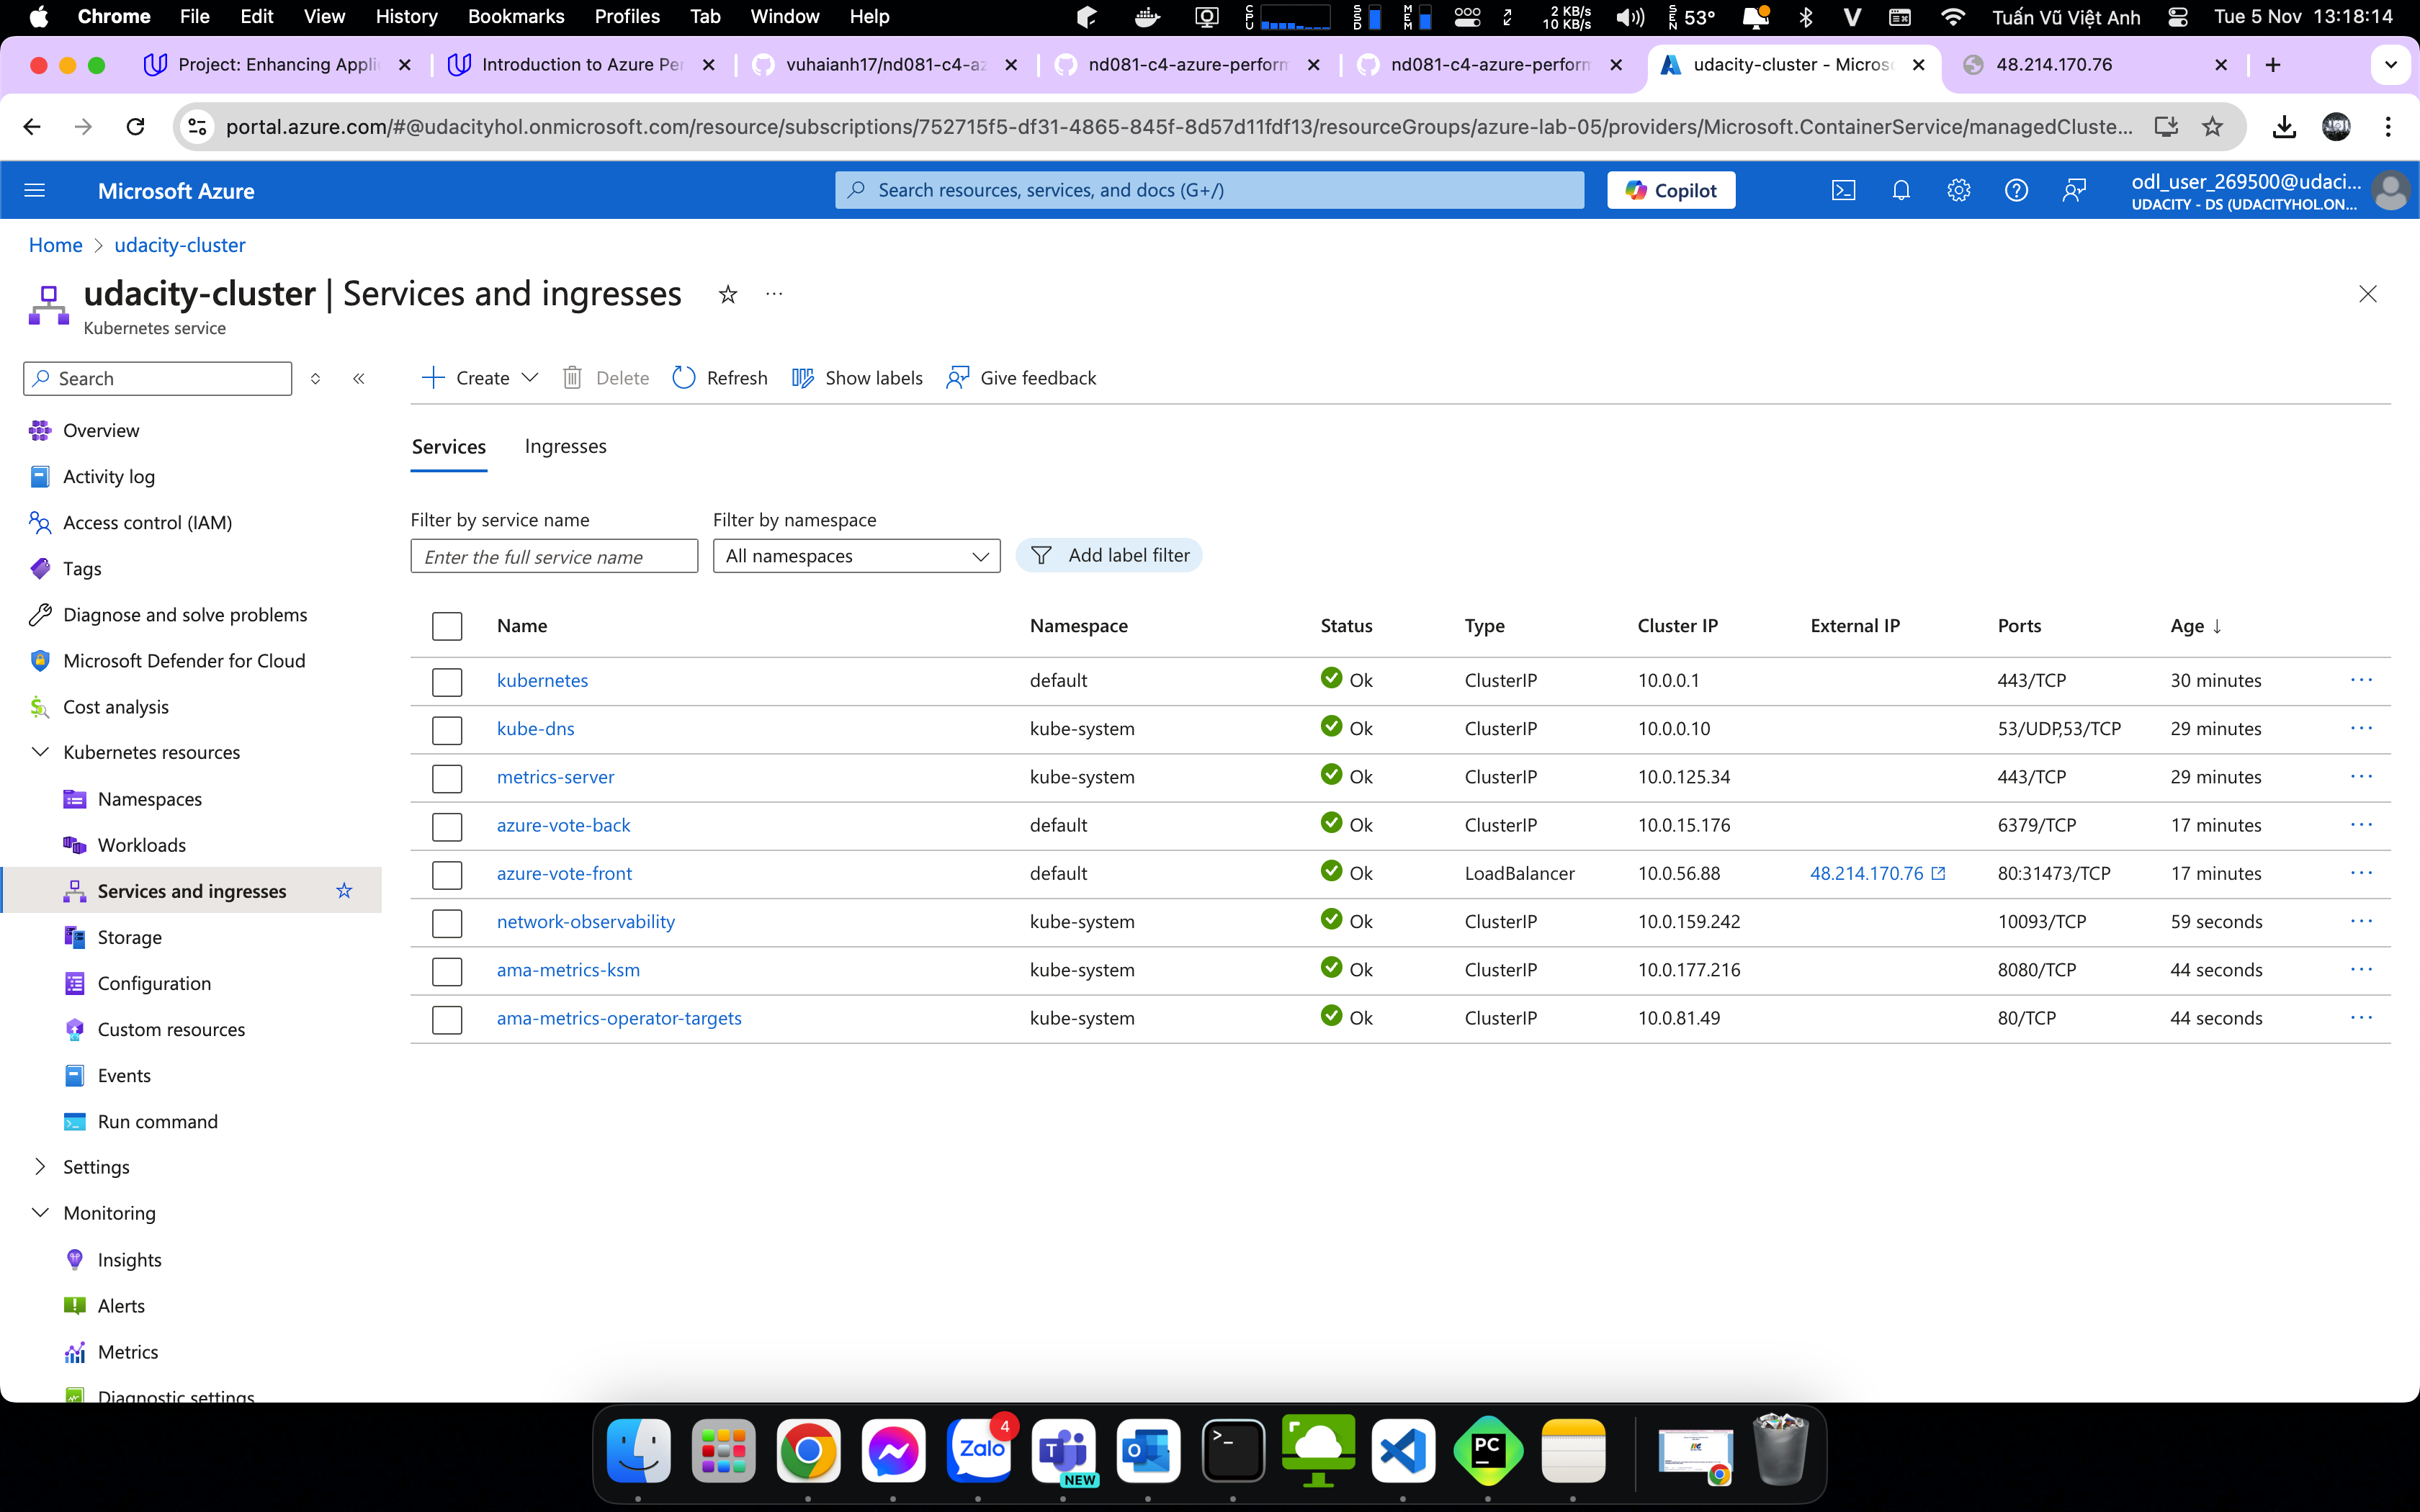 Chrome File Edit View History Bookmarks Profiles Tab Window Help CPU SSD MEM 2 KB/s 10 KB/s SEN 53° V Tuấn Vũ Việt Anh Tue 5 Nov 13:18:14
Project: Enhancing Appli Introduction to Azure Per vuhaianh17/nd081-c4-az nd081-c4-azure-perform nd081-c4-azure-perform udacity-cluster - Microso 48.214.170.76
portal.azure.com/#@udacityhol.onmicrosoft.com/resource/subscriptions/752715f5-df31-4865-845f-8d57d11fdf13/resourceGroups/azure-lab-05/providers/Microsoft.ContainerService/managedCluste...
Microsoft Azure Search resources, services, and docs (G+/) Copilot odl_user_269500@udaci...
UDACITY - DS (UDACITYHOL.ON...
Home > udacity-cluster
udacity-cluster | Services and ingresses
Kubernetes service
Search
Create Delete Refresh Show labels Give feedback
Services Ingresses
Filter by service name Filter by namespace
Enter the full service name All namespaces Add label filter
Name Namespace Status Type Cluster IP External IP Ports Age ↓
kubernetes default Ok ClusterIP 10.0.0.1 443/TCP 30 minutes
kube-dns kube-system Ok ClusterIP 10.0.0.10 53/UDP,53/TCP 29 minutes
metrics-server kube-system Ok ClusterIP 10.0.125.34 443/TCP 29 minutes
azure-vote-back default Ok ClusterIP 10.0.15.176 6379/TCP 17 minutes
azure-vote-front default Ok LoadBalancer 10.0.56.88 48.214.170.76 80:31473/TCP 17 minutes
network-observability kube-system Ok ClusterIP 10.0.159.242 10093/TCP 59 seconds
ama-metrics-ksm kube-system Ok ClusterIP 10.0.177.216 8080/TCP 44 seconds
ama-metrics-operator-targets kube-system Ok ClusterIP 10.0.81.49 80/TCP 44 seconds
Overview
Activity log
Access control (IAM)
Tags
Diagnose and solve problems
Microsoft Defender for Cloud
Cost analysis
Kubernetes resources
Namespaces
Workloads
Services and ingresses
Storage
Configuration
Custom resources
Events
Run command
Settings
Monitoring
Insights
Alerts
Metrics
Diagnostic settings
Zalo 4 T NEW O PC